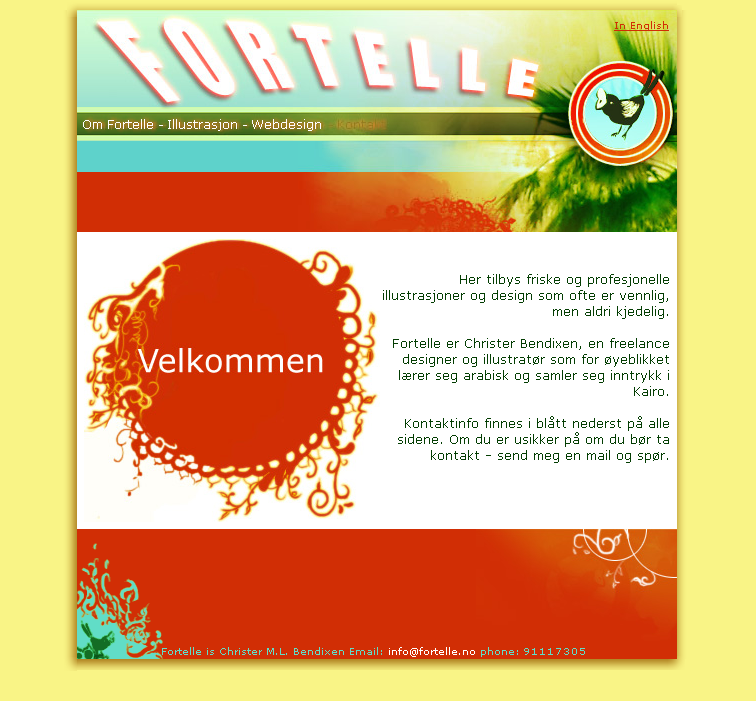 FORTELLE
In English
Om Fortelle - Illustrasjon - Webdesign - Kontakt
Her tilbys friske og profesjonelle
illustrasjoner og design som ofte er vennlig,
men aldri kjedelig.
Velkommen
Fortelle er Christer Bendixen, en freelance
designer og illustratør som for øyeblikket
lærer seg arabisk og samler seg inntrykk i
Kairo.
Kontaktinfo finnes i blått nederst på alle
sidene. Om du er usikker på om du bør ta
kontakt - send meg en mail og spør.
Fortelle is Christer M.L. Bendixen Email: info@fortelle.no phone: 91117305